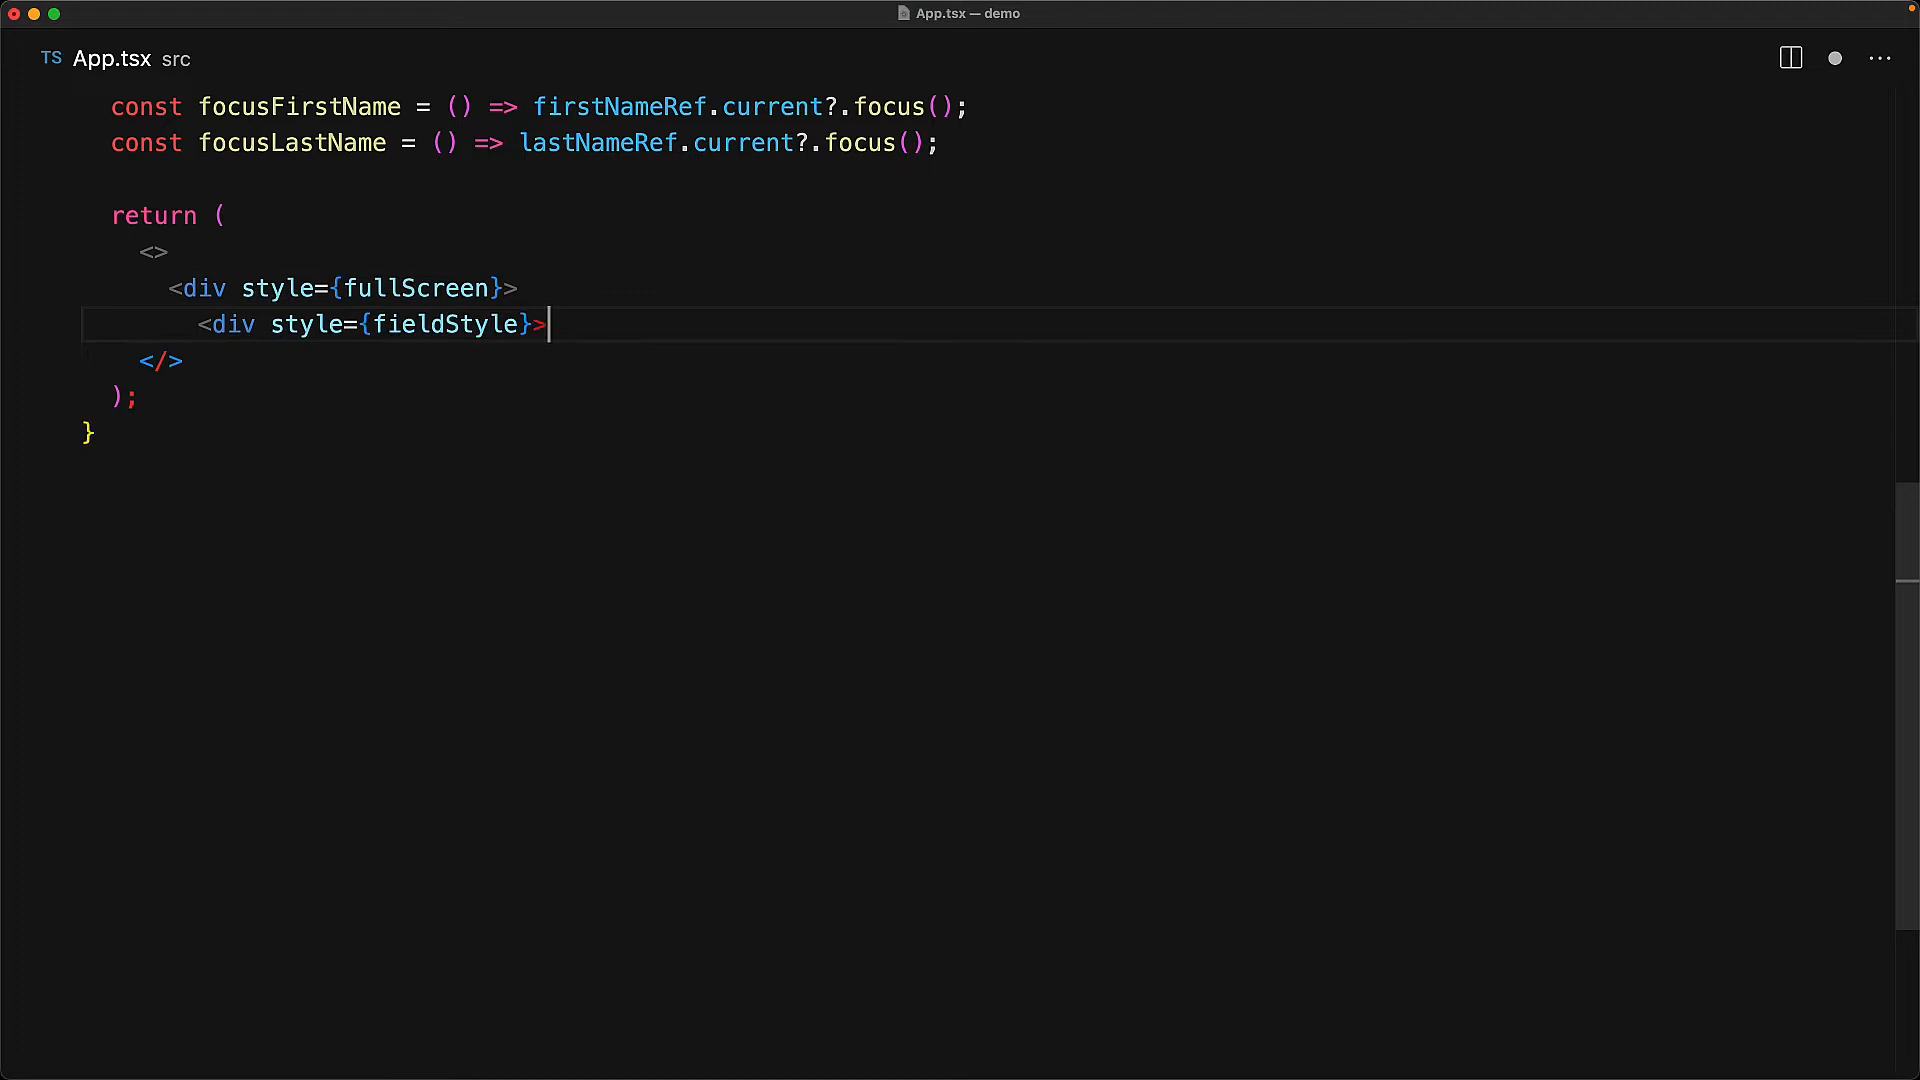 App.tsx — demo
TS App.tsx src
const focusFirstName = () => firstNameRef.current?.focus();
const focusLastName = () => lastNameRef.current?.focus();
return (
<>
<div style={fullScreen}>
<div style={fieldStyle}>
</>
);
}